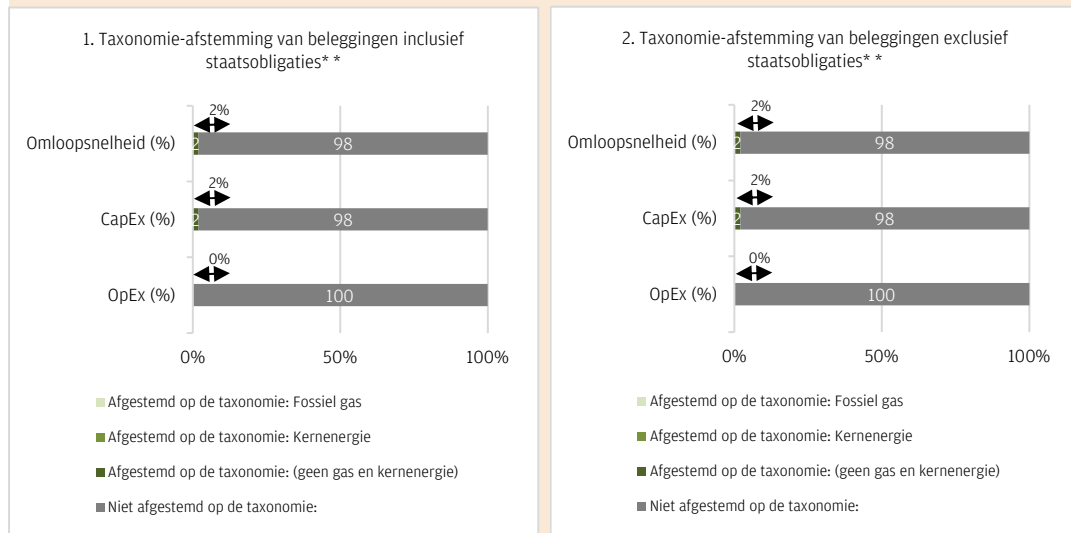 1. Taxonomie-afstemming van beleggingen inclusief
staatsobligaties* *
2%
Omloopsnelheid (%)
2
98
2%
CapEx (%)
2
98
0%
OpEx (%)
100
0%
50%
100%
Afgestemd op de taxonomie: Fossiel gas
Afgestemd op de taxonomie: Kernenergie
Afgestemd op de taxonomie: (geen gas en kernenergie)
Niet afgestemd op de taxonomie:
2. Taxonomie-afstemming van beleggingen exclusief
staatsobligaties* *
2%
Omloopsnelheid (%)
2
98
2%
CapEx (%)
2
98
0%
OpEx (%)
100
0%
50%
100%
Afgestemd op de taxonomie: Fossiel gas
Afgestemd op de taxonomie: Kernenergie
Afgestemd op de taxonomie: (geen gas en kernenergie)
Niet afgestemd op de taxonomie: